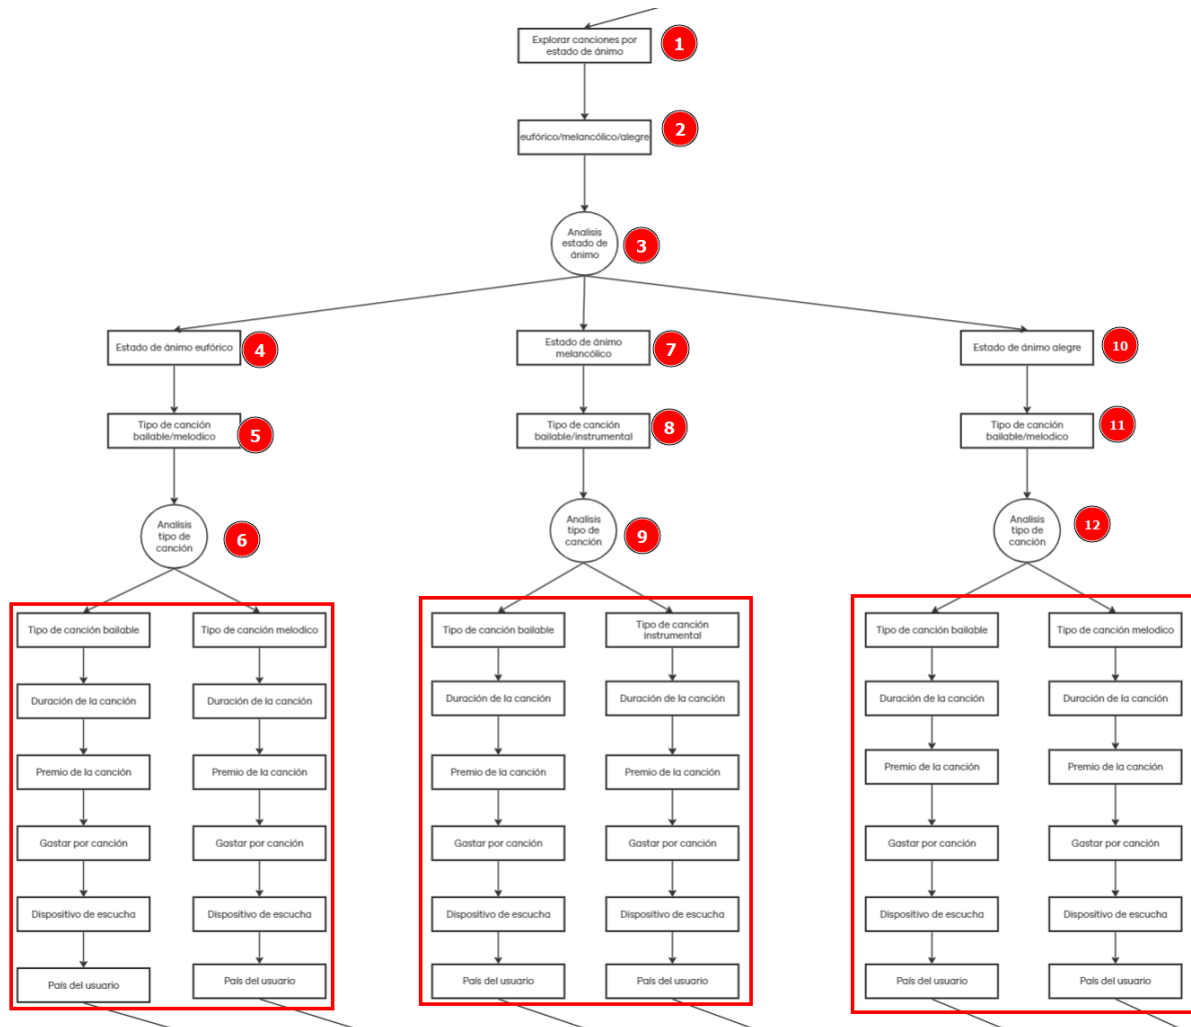 Explorar canciones por
estado de ánimo
1
eufórico/melancólico/alegre
2
Analisis
estado de
ánimo
3
Estado de ánimo eufórico
4
Estado de ánimo
melancólico
7
Estado de ánimo alegre
10
Tipo de canción
bailable/melodico
5
Tipo de canción
bailable/instrumental
8
Tipo de canción
bailable/melodico
11
Analisis
tipo de
canción
6
Analisis
tipo de
canción
9
Analisis
tipo de
canción
12
Tipo de canción bailable
Duración de la canción
Premio de la canción
Gastar por canción
Dispositivo de escucha
País del usuario
Tipo de canción melodico
Duración de la canción
Premio de la canción
Gastar por canción
Dispositivo de escucha
País del usuario
Tipo de canción bailable
Duración de la canción
Premio de la canción
Gastar por canción
Dispositivo de escucha
País del usuario
Tipo de canción
instrumental
Duración de la canción
Premio de la canción
Gastar por canción
Dispositivo de escucha
País del usuario
Tipo de canción bailable
Duración de la canción
Premio de la canción
Gastar por canción
Dispositivo de escucha
País del usuario
Tipo de canción melodico
Duración de la canción
Premio de la canción
Gastar por canción
Dispositivo de escucha
País del usuario